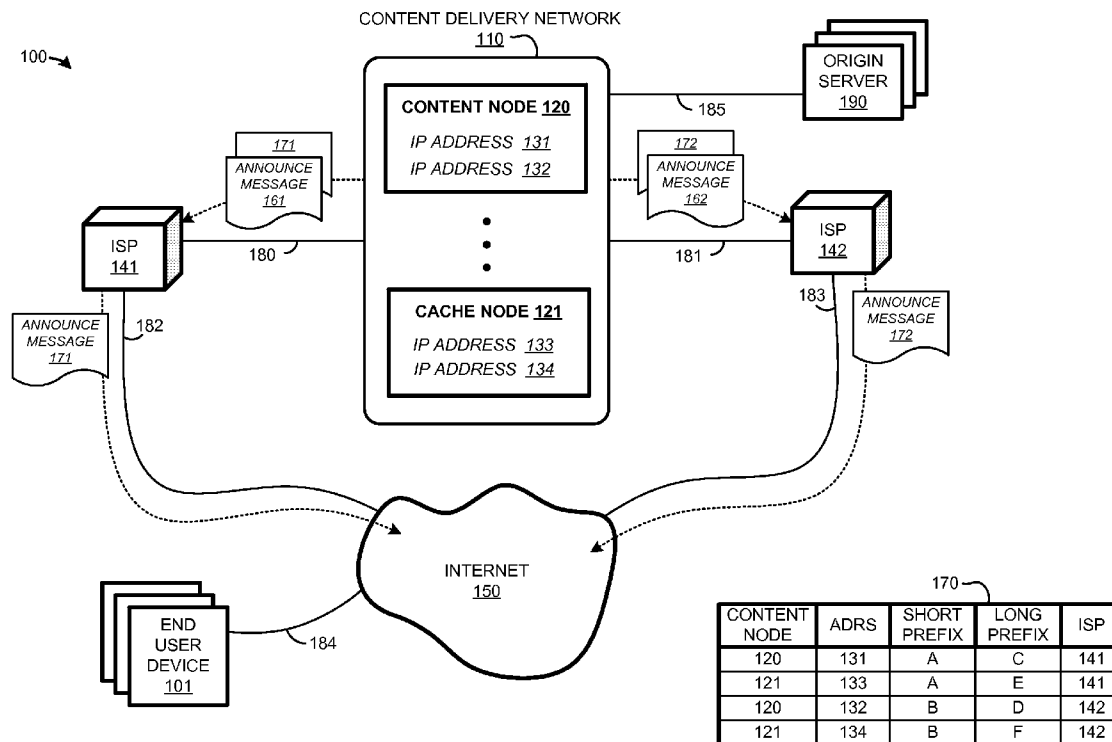 CONTENT DELIVERY NETWORK
110
100
ORIGIN
SERVER
190
185
CONTENT NODE 120
IP ADDRESS 131
IP ADDRESS 132
171
ANNOUNCE
MESSAGE
161
172
ANNOUNCE
MESSAGE
162
ISP
141
180
181
ISP
142
CACHE NODE 121
IP ADDRESS 133
IP ADDRESS 134
ANNOUNCE
MESSAGE
171
182
183
ANNOUNCE
MESSAGE
172
INTERNET
150
END
USER
DEVICE
101
184
170
CONTENT NODE ADRS SHORT PREFIX LONG PREFIX ISP
120 131 A C 141
121 133 A E 141
120 132 B D 142
121 134 B F 142